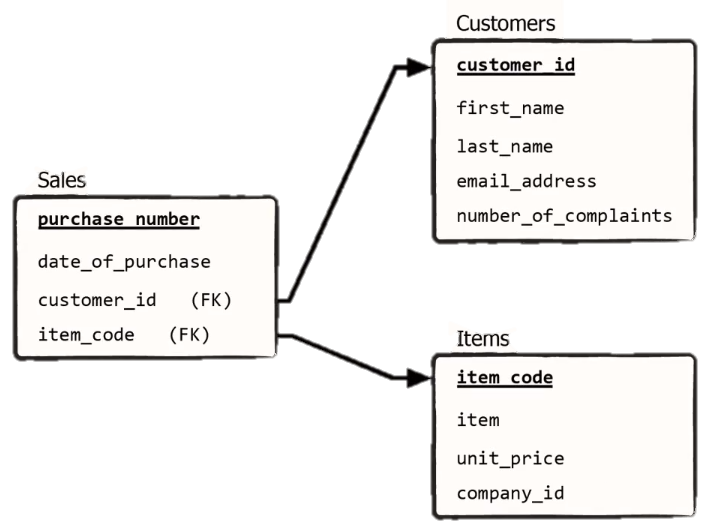 Customers
customer_id
first_name
last_name
email_address
number_of_complaints
Sales
purchase_number
date_of_purchase
customer_id (FK)
item_code (FK)
Items
item_code
item
unit_price
company_id